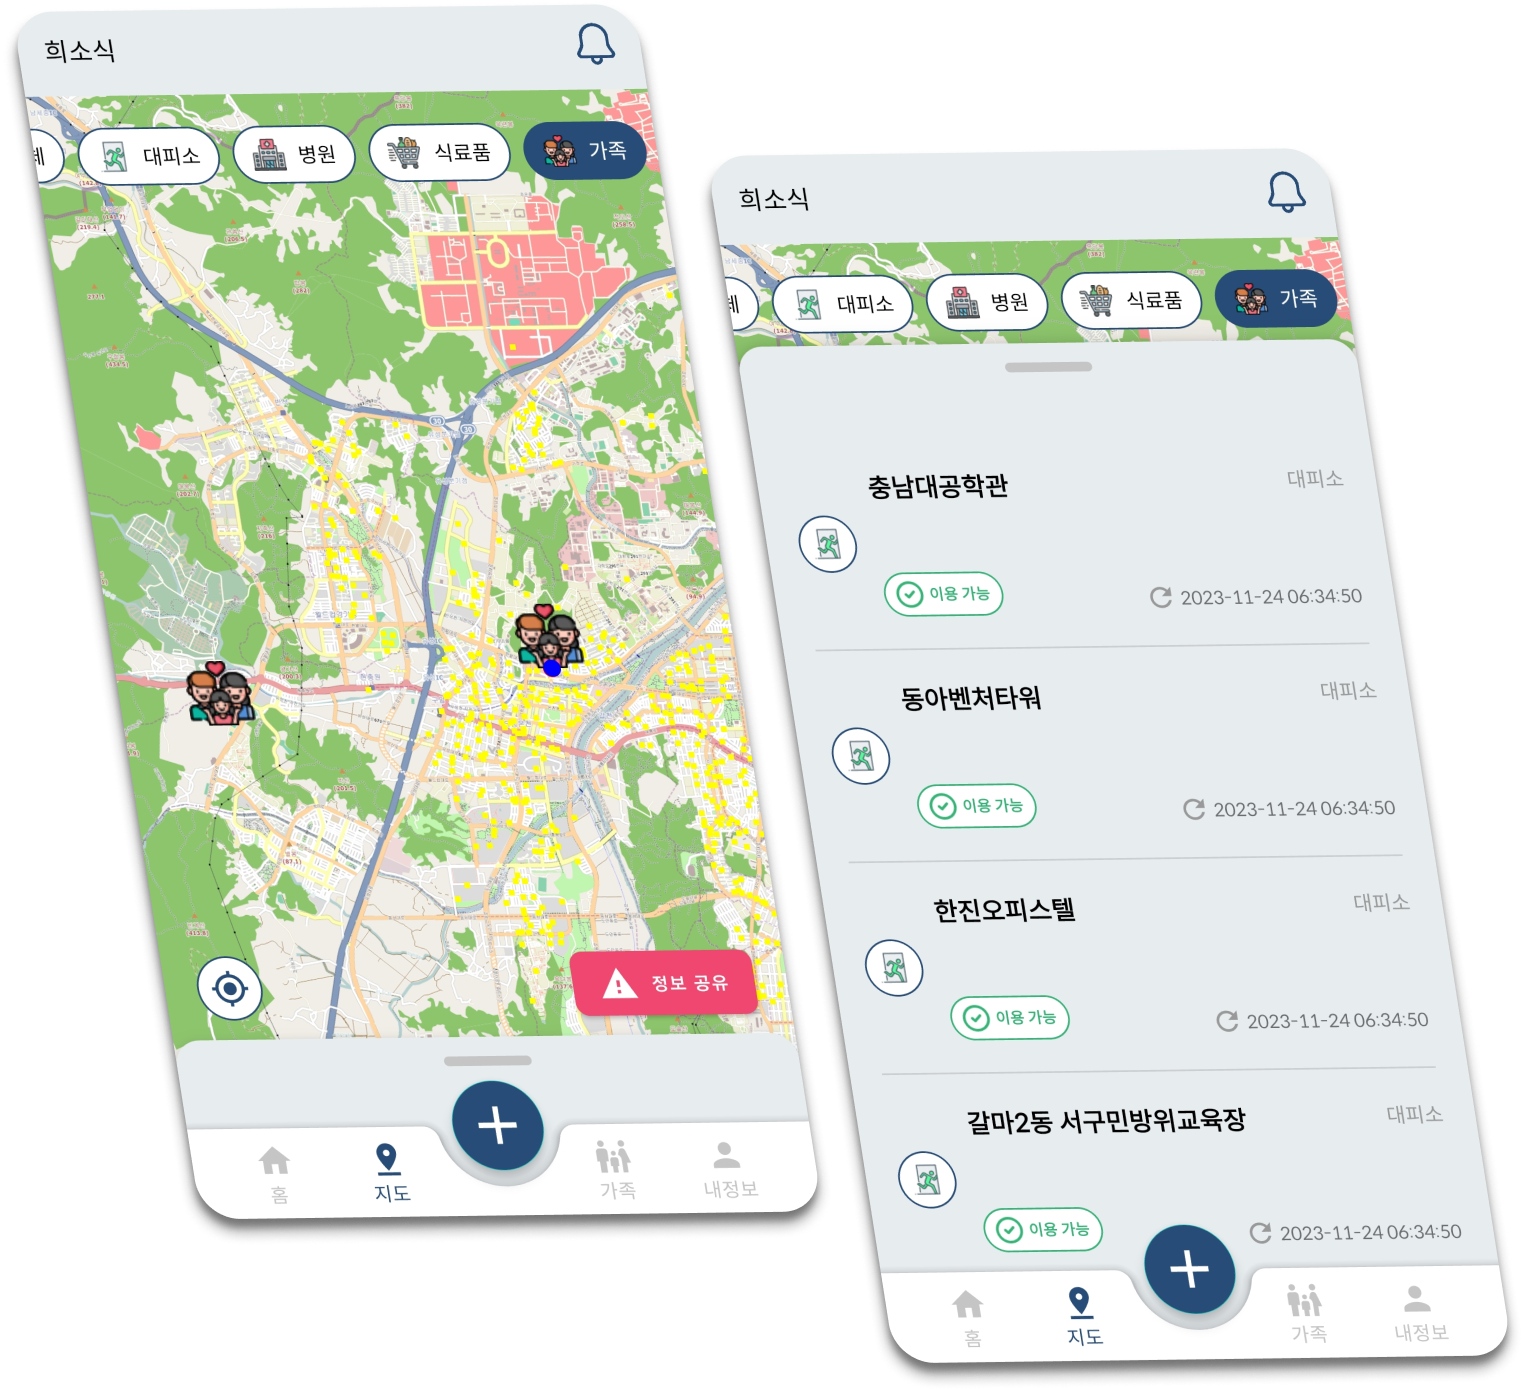 희소식
대피소
병원
식료품
가족
정보 공유
홈
지도
가족
내정보
희소식
대피소
병원
식료품
가족
충남대공학관
대피소
이용 가능
2023-11-24 06:34:50
동아벤처타워
대피소
이용 가능
2023-11-24 06:34:50
한진오피스텔
대피소
이용 가능
2023-11-24 06:34:50
갈마2동 서구민방위교육장
대피소
이용 가능
2023-11-24 06:34:50
홈
지도
가족
내정보